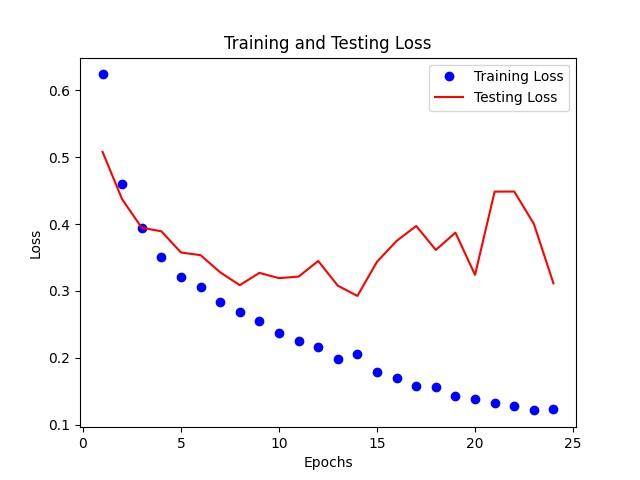 Training and Testing Loss
Training Loss
Testing Loss
Loss
0.6
0.5
0.4
0.3
0.2
0.1
0 5 10 15 20 25
Epochs